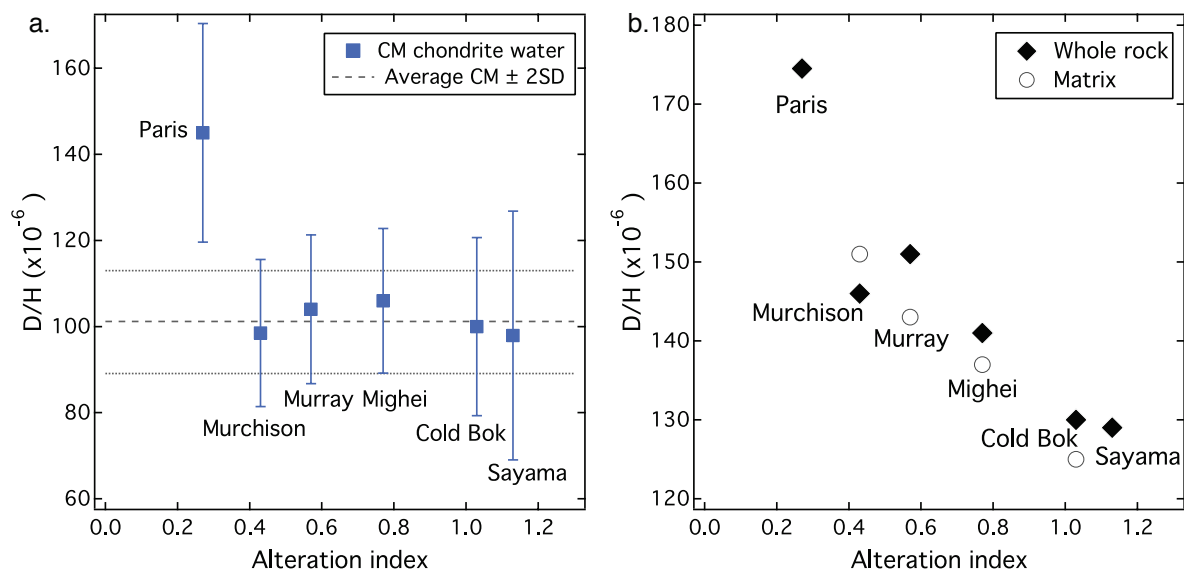 a.
CM chondrite water
Average CM ± 2SD
160
140
120
100
80
60
D/H (x10-6)
Paris
Murchison
Murray
Mighei
Cold Bok
Sayama
0.0 0.2 0.4 0.6 0.8 1.0 1.2
Alteration index
b.
Whole rock
Matrix
180
170
160
150
140
130
120
D/H (x10-6)
Paris
Murchison
Murray
Mighei
Cold Bok
Sayama
0.0 0.2 0.4 0.6 0.8 1.0 1.2
Alteration index